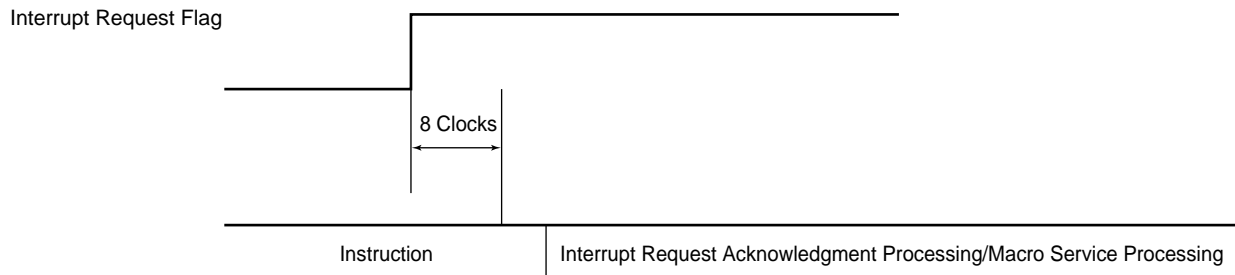 Interrupt Request Flag
8 Clocks
Instruction
Interrupt Request Acknowledgment Processing/Macro Service Processing